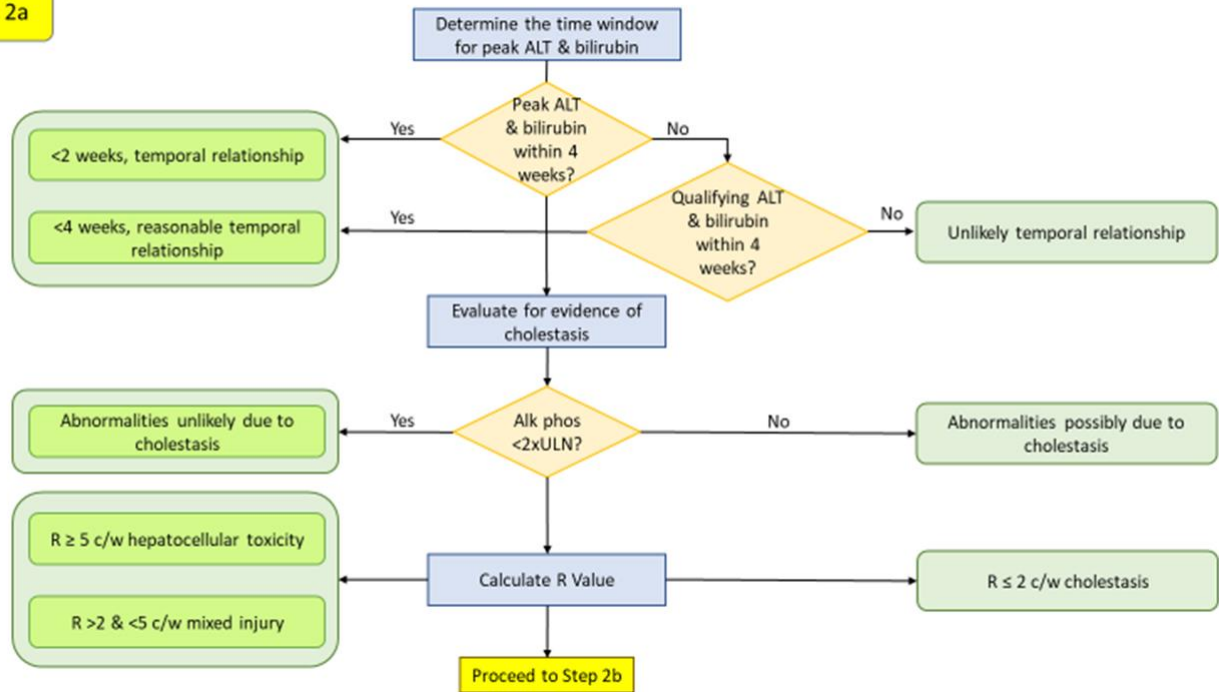 2a
Determine the time window
for peak ALT & bilirubin
Peak ALT
& bilirubin
within 4
weeks?
Yes
No
<2 weeks, temporal relationship
<4 weeks, reasonable temporal
relationship
Qualifying ALT
& bilirubin
within 4
weeks?
Yes
No
Unlikely temporal relationship
Evaluate for evidence of
cholestasis
Alk phos
<2xULN?
Yes
No
Abnormalities unlikely due to
cholestasis
Abnormalities possibly due to
cholestasis
R ≥ 5 c/w hepatocellular toxicity
R >2 & <5 c/w mixed injury
Calculate R Value
R ≤ 2 c/w cholestasis
Proceed to Step 2b